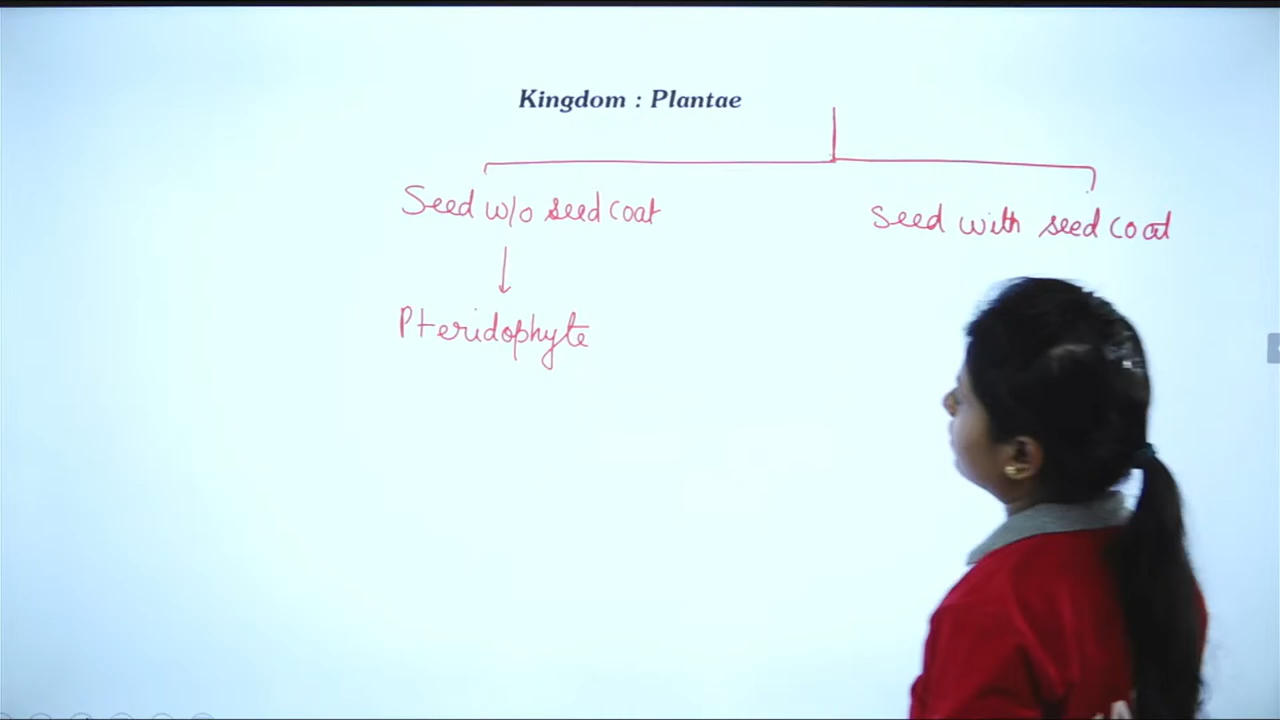 Kingdom : Plantae
Seed w/o seed coat
Seed with seed coat
Pteridophyte